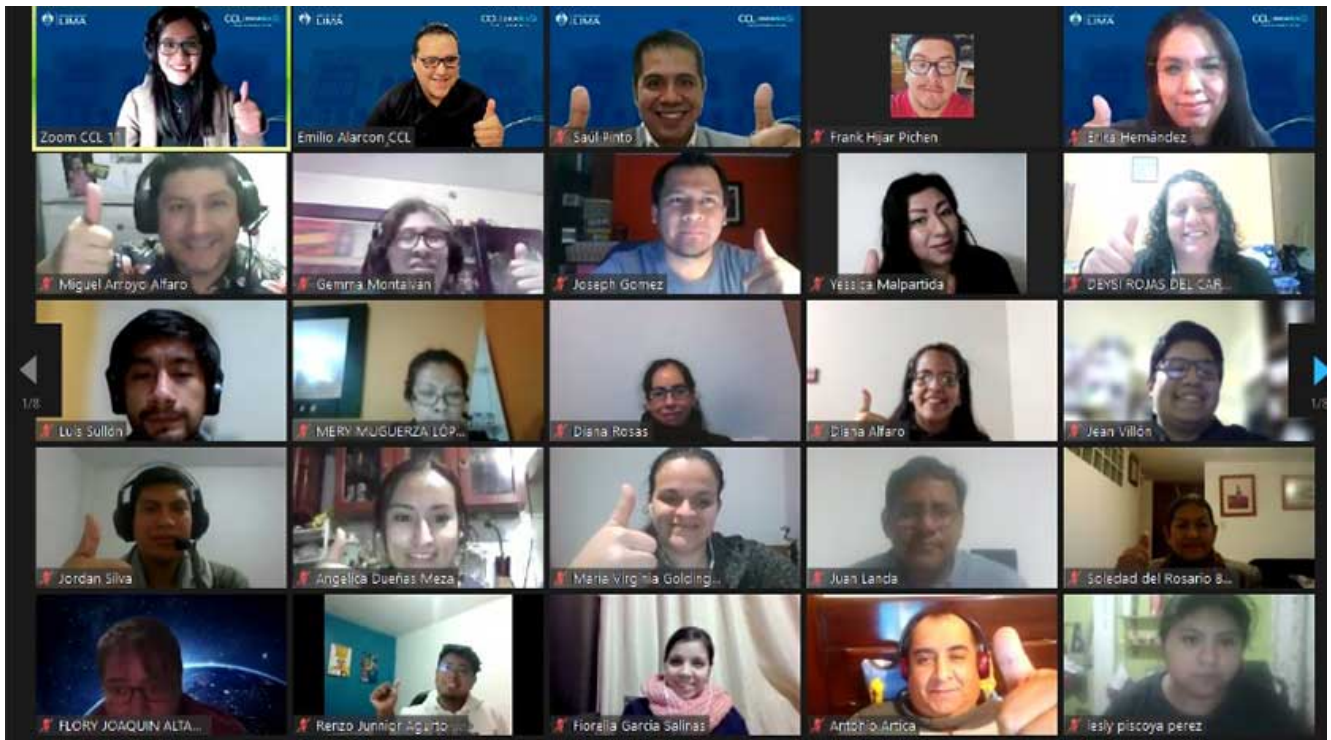 LIMA
CCL
LIMA
CCL
LIMA
CCL
LIMA
CCL
Zoom CCL 11
Emilio Alarcon_CCL
Saúl Pinto
Frank Hijar Pichen
Erika Hernández
Miguel Arroyo Alfaro
Gemma Montalván
Joseph Gomez
Yessica Malpartida
DEYSI ROJAS DEL CAR...
1/8
Luis Sullón
MERY MUGUERZA LÓP...
Diana Rosas
Diana Alfaro
Jean Villón
1/8
Jordan Silva
Angelica Dueñas Meza
Maria Virginia Golding...
Juan Landa
Soledad del Rosario B...
FLORY JOAQUIN ALTA...
Renzo Junnior Agurto ...
Fiorella Garcia Salinas
Antonio Artica
lesly piscoya perez